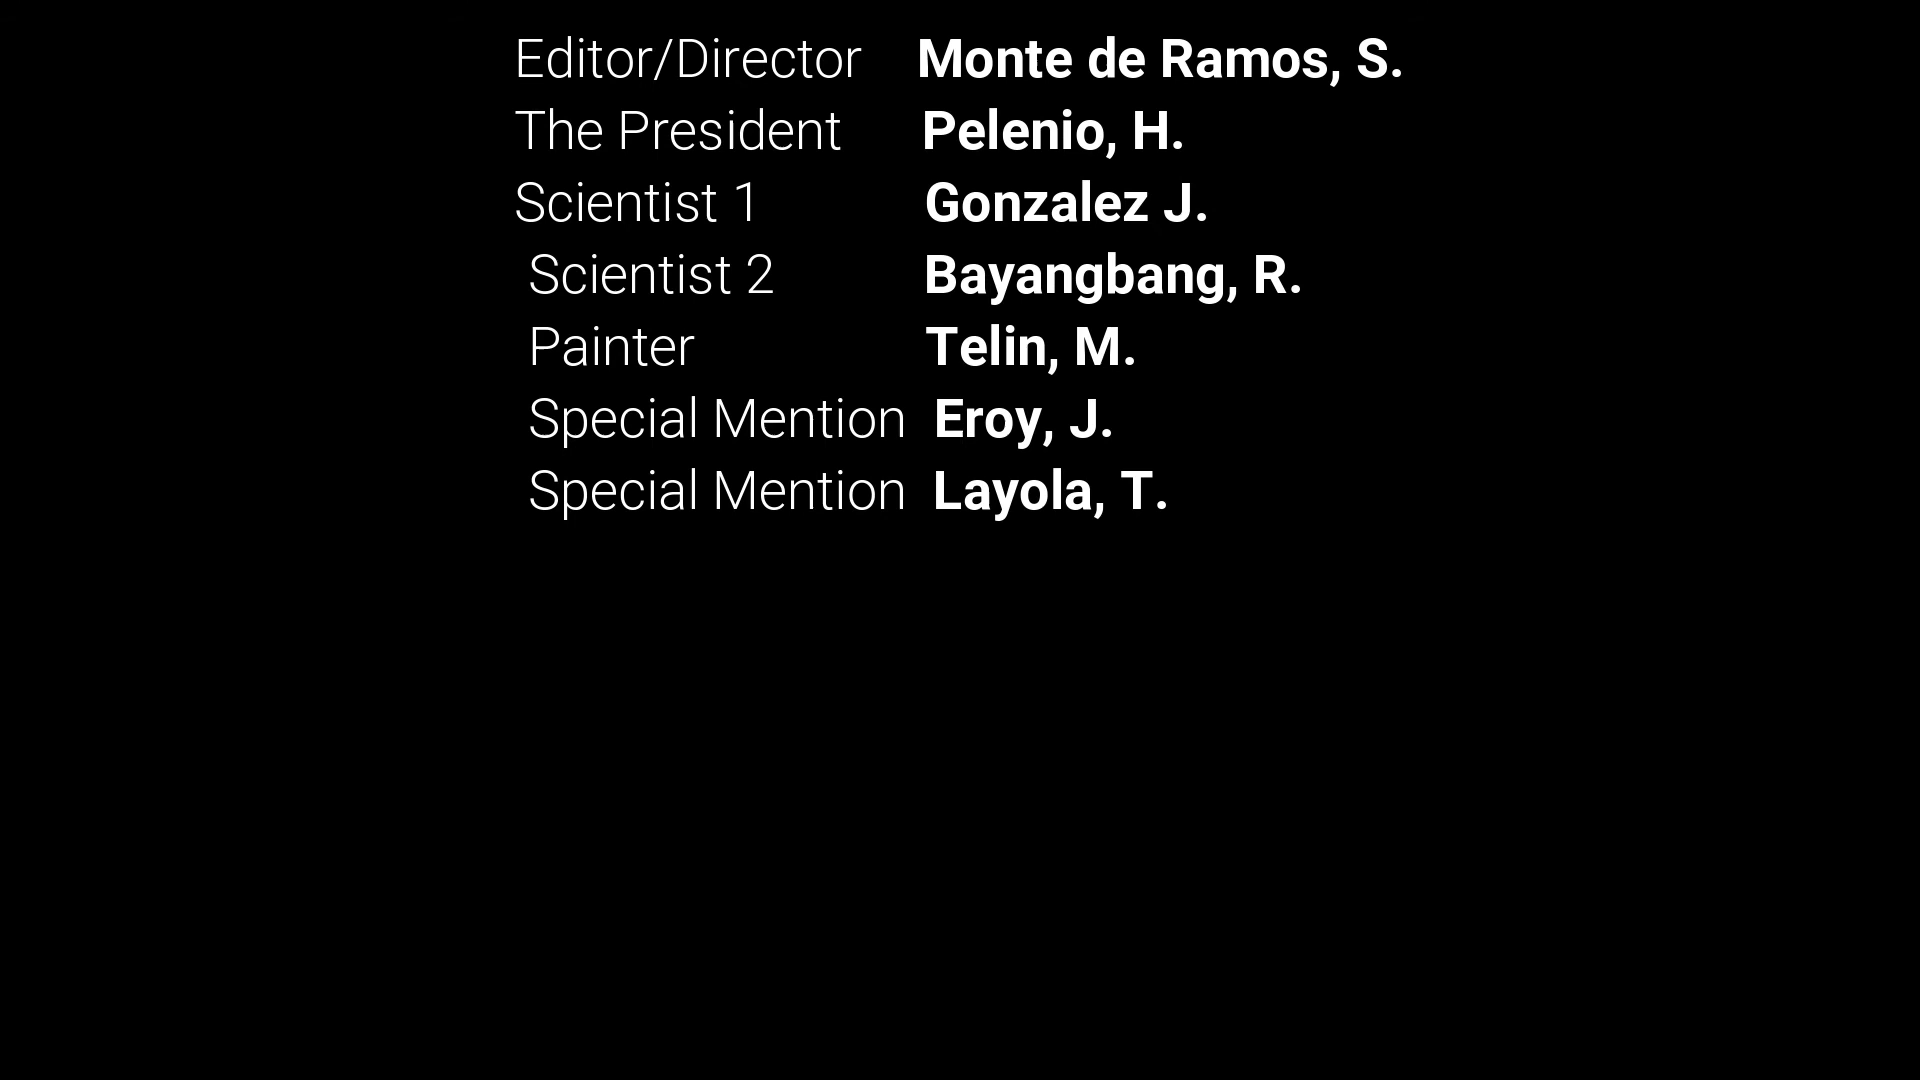 Editor/Director Monte de Ramos, S.
The President Pelenio, H.
Scientist 1 Gonzalez J.
Scientist 2 Bayangbang, R.
Painter Telin, M.
Special Mention Eroy, J.
Special Mention Layola, T.